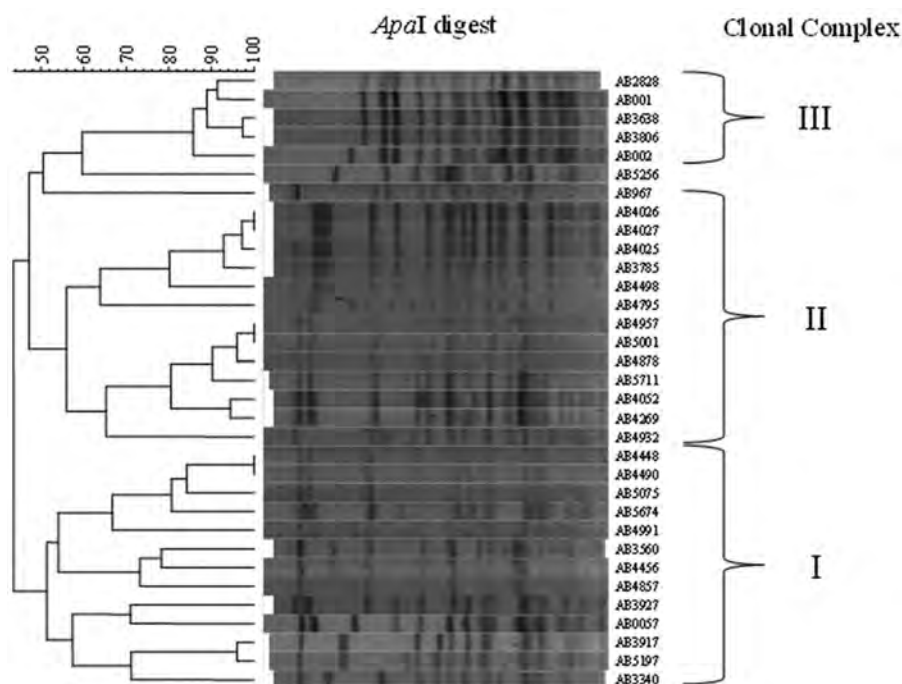 ApaI digest
Clonal Complex
50 60 70 80 90 100
AB2828
AB001
AB3638
AB3806
AB002
AB5256
AB967
AB4026
AB4027
AB4025
AB3785
AB4498
AB4795
AB4957
AB5001
AB4878
AB5711
AB4052
AB4269
AB4932
AB4448
AB4490
AB5075
AB5674
AB4991
AB3560
AB4456
AB4857
AB3927
AB0057
AB3917
AB5197
AB3340
III
II
I